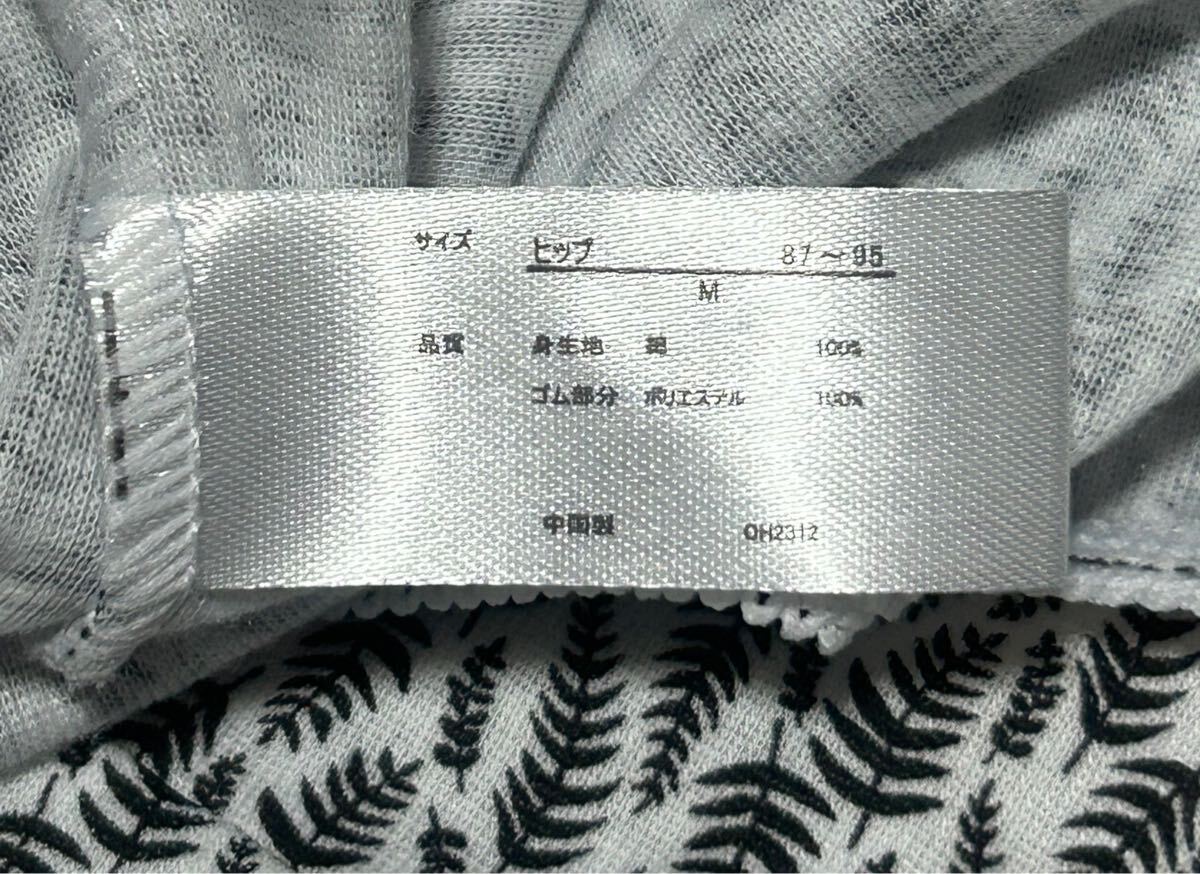 サイズ ヒップ 87〜95
M
品質 身生地 綿 100%
ゴム部分 ポリエステル 100%
中国製 OH2312